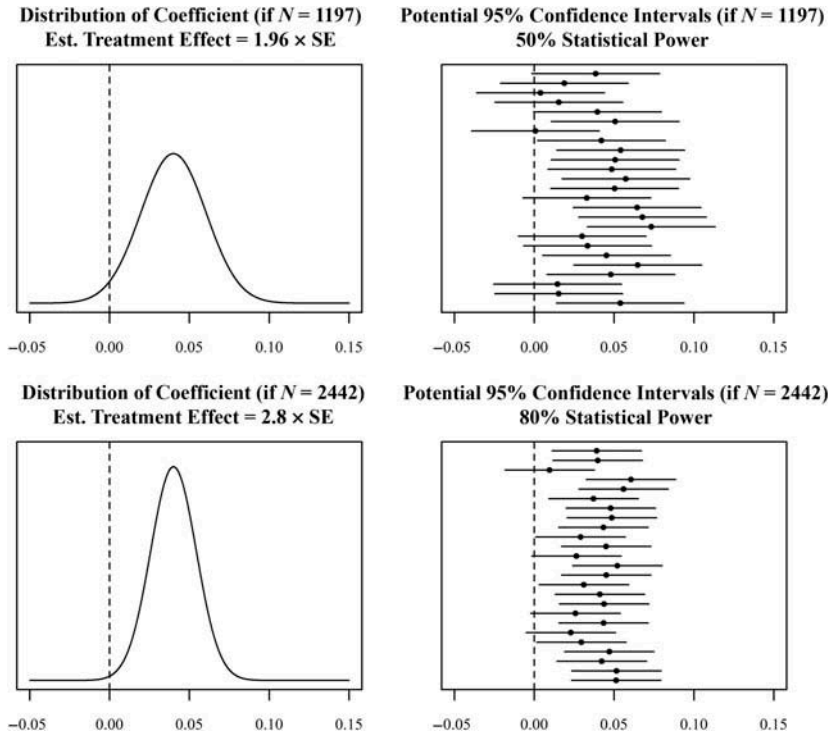 Distribution of Coefficient (if N = 1197)
Est. Treatment Effect = 1.96 × SE
−0.05 0.00 0.05 0.10 0.15
Potential 95% Confidence Intervals (if N = 1197)
50% Statistical Power
−0.05 0.00 0.05 0.10 0.15
Distribution of Coefficient (if N = 2442)
Est. Treatment Effect = 2.8 × SE
−0.05 0.00 0.05 0.10 0.15
Potential 95% Confidence Intervals (if N = 2442)
80% Statistical Power
−0.05 0.00 0.05 0.10 0.15